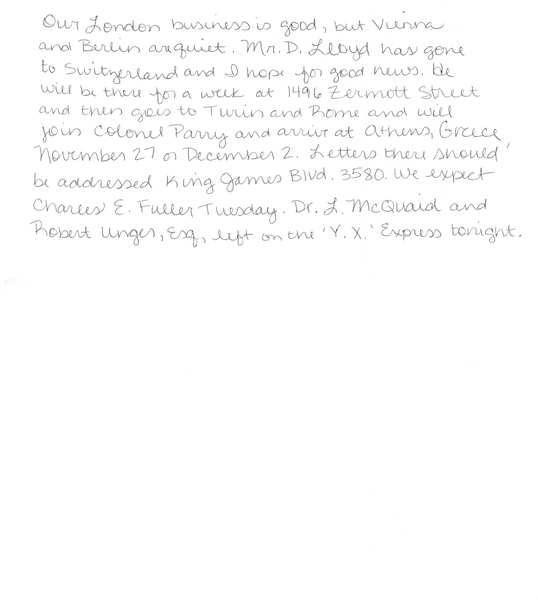 Our London business is good, but Vienna
and Berlin are quiet. Mr. D. Lloyd has gone
to Switzerland and I hope for good news. He
will be there for a week at 1496 Zermott Street
and then goes to Turin and Rome and will
join Colonel Parry and arrive at Athens, Greece,
November 27 or December 2. Letters there should
be addressed King James Blvd. 3580. We expect
Charles E. Fuller Tuesday. Dr. L. McQuaid and
Robert Unger, Esq., left on the 'Y. X.' Express tonight.